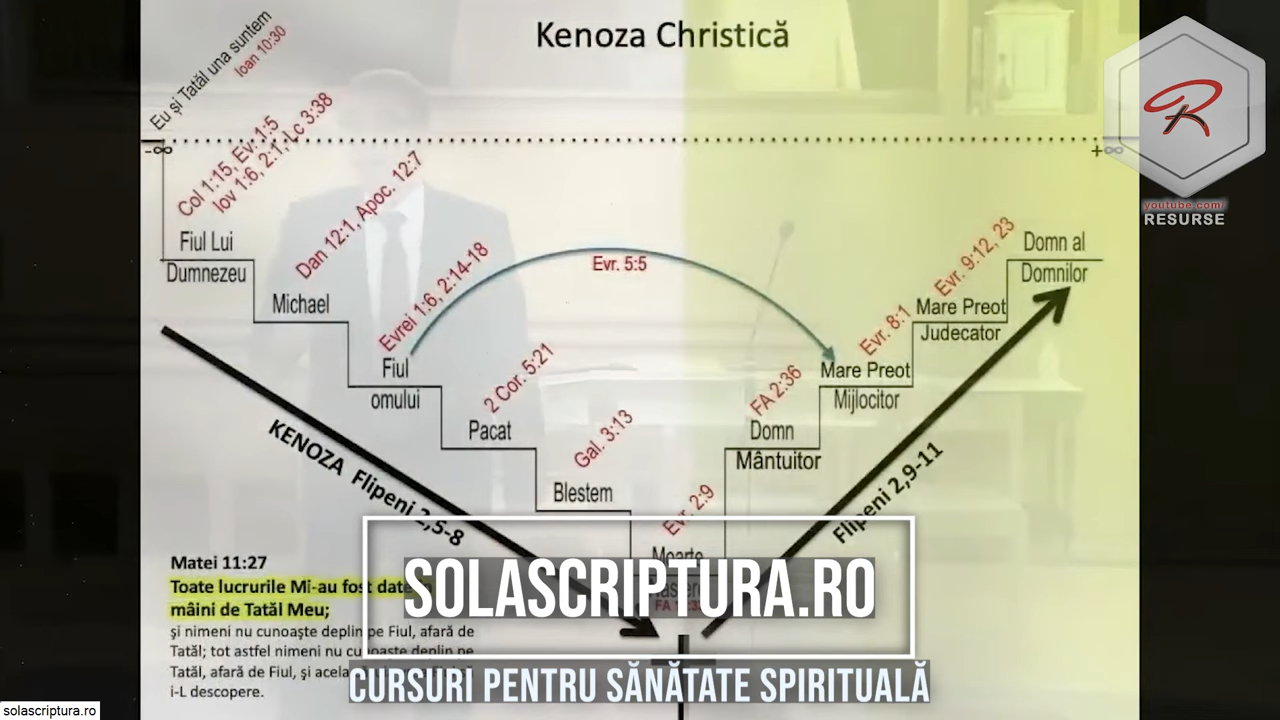 Kenoza Christică
Eu și Tatăl una suntem
Ioan 10:30
-∞
+∞
Col 1:15, Ev. 1:5
Iov 1:6, 2:1, Lc 3:38
Fiul Lui
Dumnezeu
Dan 12:1, Apoc. 12:7
Michael
Evrei 1:6, 2:14-18
Fiul
omului
Evr. 5:5
2 Cor. 5:21
Pacat
Gal. 3:13
Blestem
Evr. 2:9
Moarte
FA 2:36
Domn
Mântuitor
Evr. 8:1
Mare Preot
Mijlocitor
Evr. 9:12, 23
Mare Preot
Judecator
Domn al
Domnilor
KENOZA Flipeni 2,5-8
Flipeni 2,9-11
Matei 11:27
Toate lucrurile Mi-au fost date
mâini de Tatăl Meu;
și nimeni nu cunoaște deplin pe Fiul, afară de
Tatăl; tot astfel nimeni nu cunoaște deplin pe
Tatăl, afară de Fiul, și
i-L descopere.
SOLASCRIPTURA.RO
CURSURI PENTRU SĂNĂTATE SPIRITUALĂ
R
youtube.com/
RESURSE
solascriptura.ro